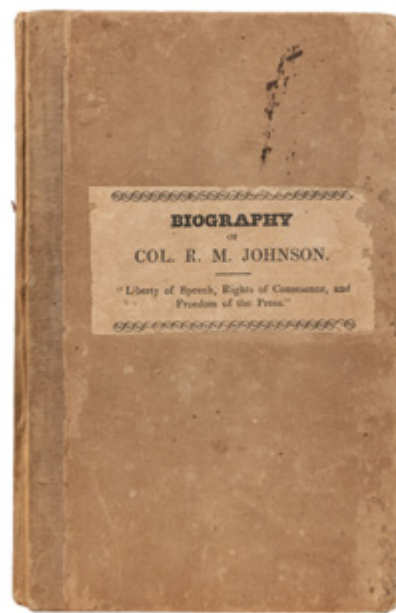 BIOGRAPHY
OF
COL. R. M. JOHNSON.
"Liberty of Speech, Rights of Conscience, and
Freedom of the Press."